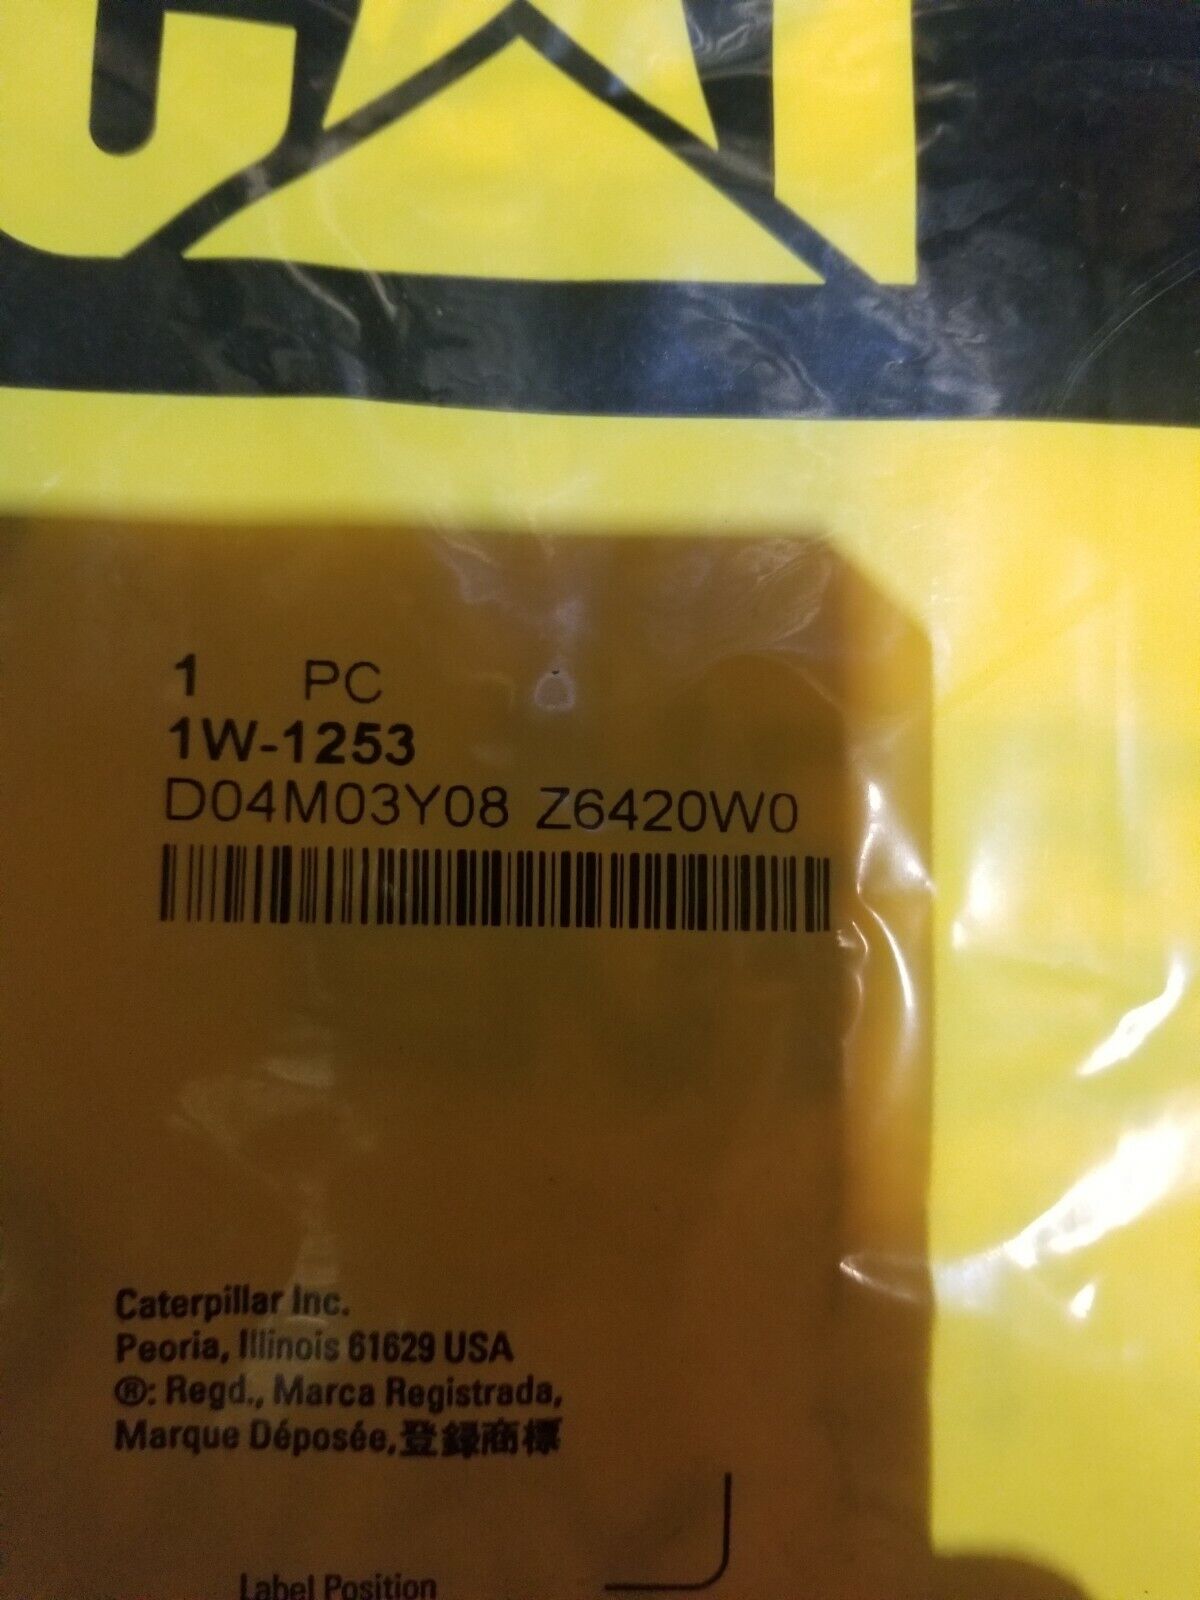 CAT
1 PC
1W-1253
D04M03Y08 Z6420W0
Caterpillar Inc.
Peoria, Illinois 61629 USA
®: Regd., Marca Registrada,
Marque Déposée,登録商標
Label Position